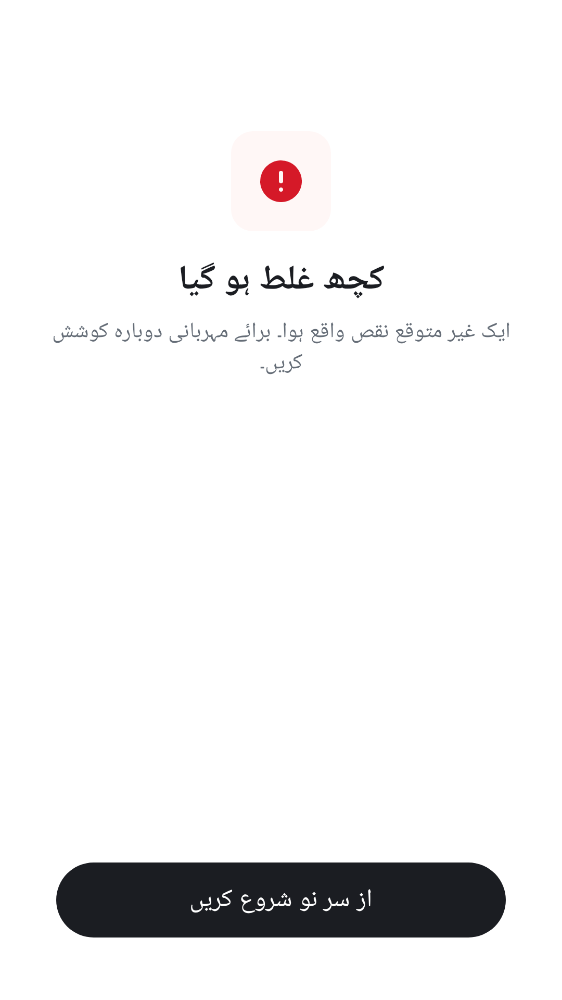 کچھ غلط ہو گیا
ایک غیر متوقع نقص واقع ہوا۔ برائے مہربانی دوبارہ کوشش
کریں۔
از سر نو شروع کریں